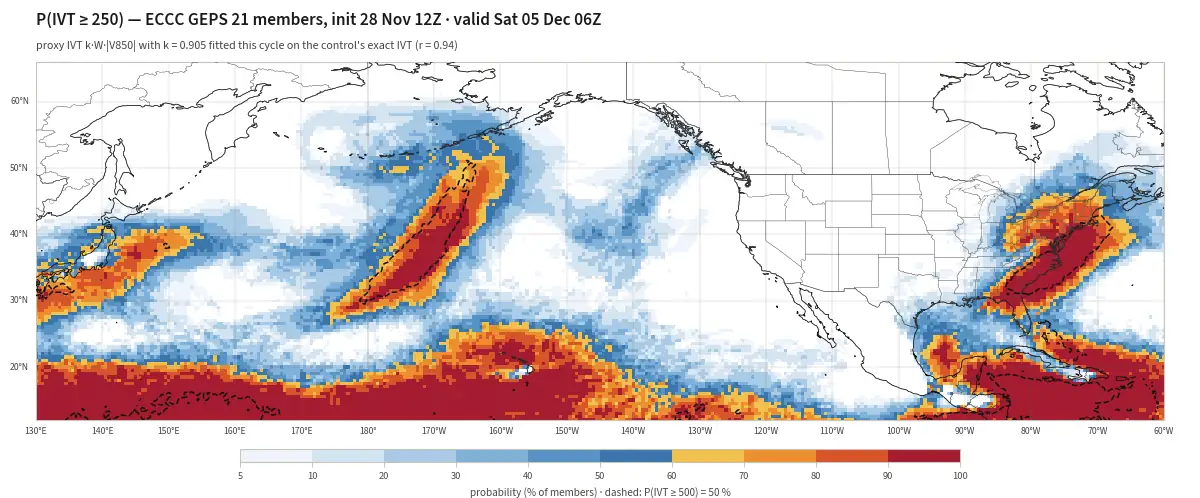 P(IVT ≥ 250) — ECCC GEPS 21 members, init 28 Nov 12Z · valid Sat 05 Dec 06Z
proxy IVT k·W·|V850| with k = 0.905 fitted this cycle on the control's exact IVT (r = 0.94)
60°N
50°N
40°N
30°N
20°N
130°E 140°E 150°E 160°E 170°E 180° 170°W 160°W 150°W 140°W 130°W 120°W 110°W 100°W 90°W 80°W 70°W 60°W
5 10 20 30 40 50 60 70 80 90 100
probability (% of members) · dashed: P(IVT ≥ 500) = 50 %